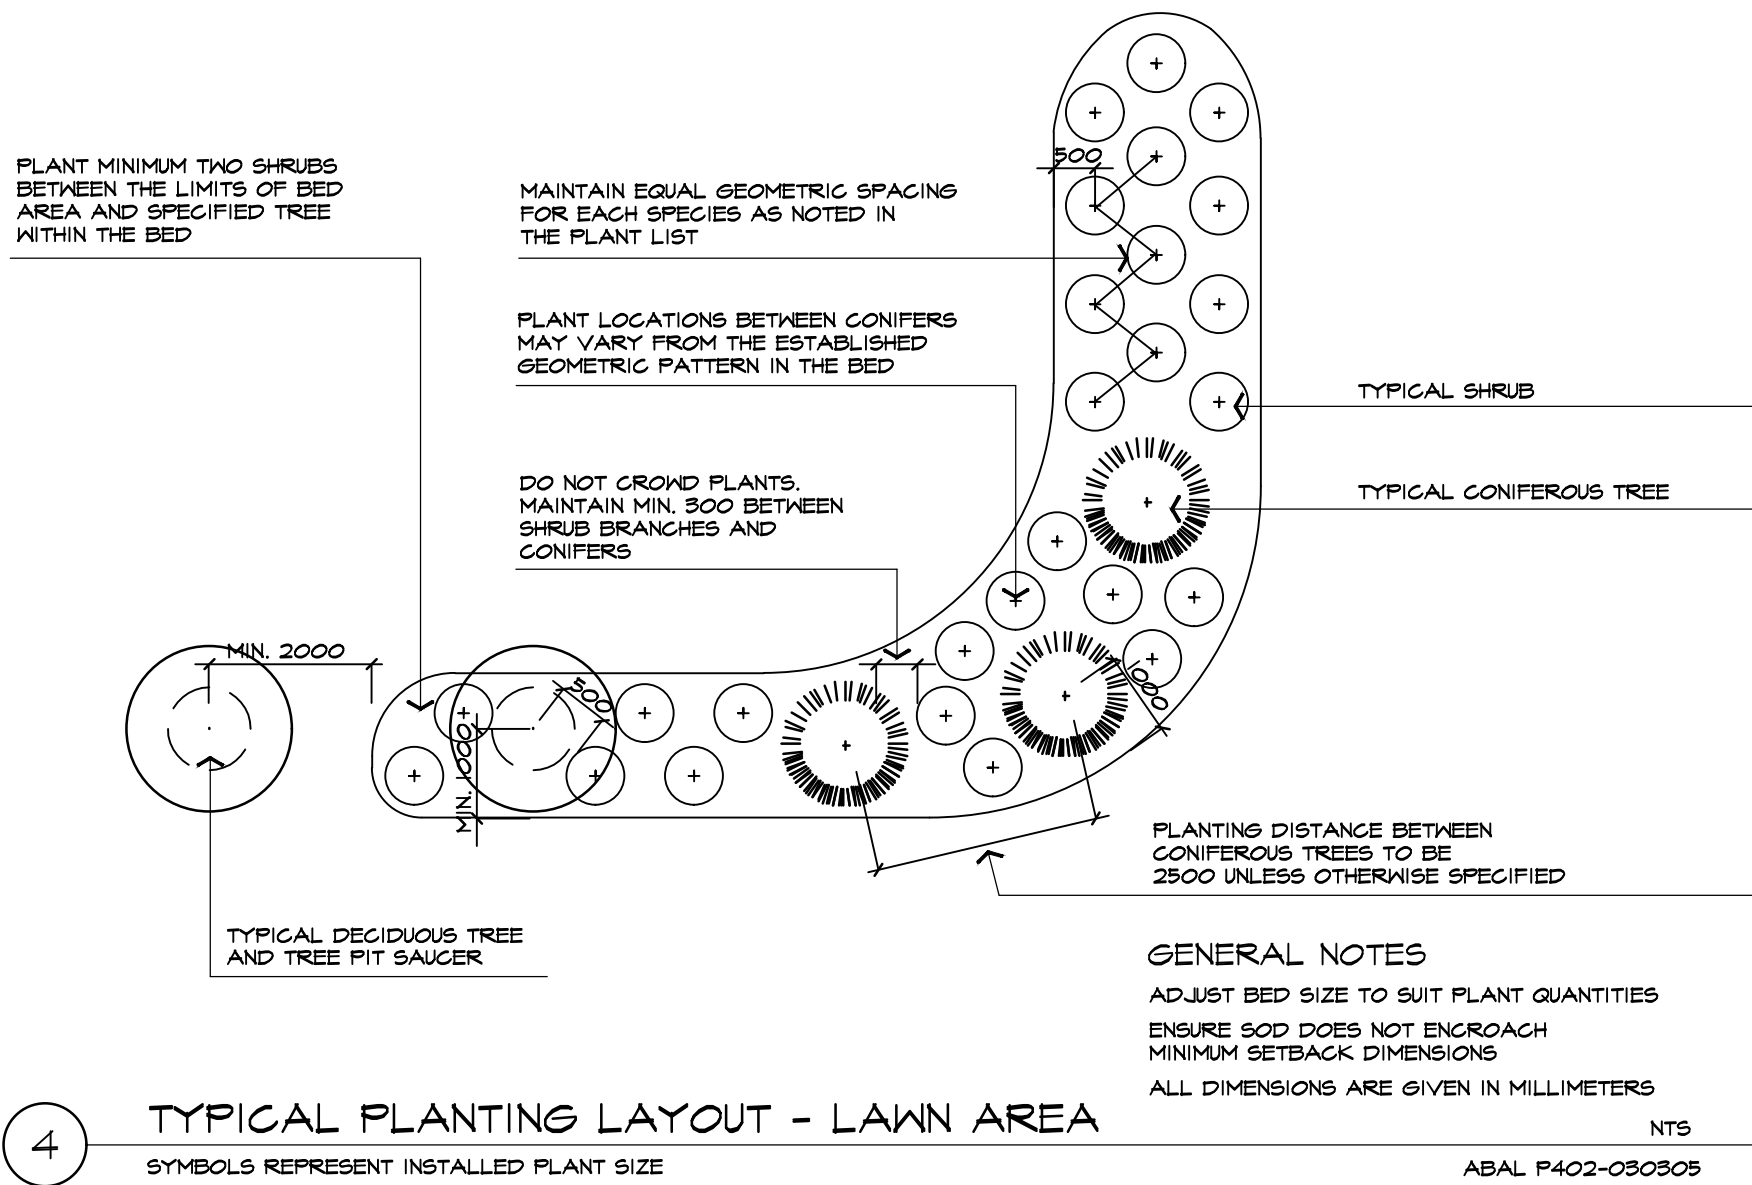 PLANT MINIMUM TWO SHRUBS
BETWEEN THE LIMITS OF BED
AREA AND SPECIFIED TREE
WITHIN THE BED
MAINTAIN EQUAL GEOMETRIC SPACING
FOR EACH SPECIES AS NOTED IN
THE PLANT LIST
500
PLANT LOCATIONS BETWEEN CONIFERS
MAY VARY FROM THE ESTABLISHED
GEOMETRIC PATTERN IN THE BED
TYPICAL SHRUB
DO NOT CROWD PLANTS.
MAINTAIN MIN. 300 BETWEEN
SHRUB BRANCHES AND
CONIFERS
TYPICAL CONIFEROUS TREE
MIN. 2000
500
MIN. 1000
1000
PLANTING DISTANCE BETWEEN
CONIFEROUS TREES TO BE
2500 UNLESS OTHERWISE SPECIFIED
TYPICAL DECIDUOUS TREE
AND TREE PIT SAUCER
GENERAL NOTES
ADJUST BED SIZE TO SUIT PLANT QUANTITIES
ENSURE SOD DOES NOT ENCROACH
MINIMUM SETBACK DIMENSIONS
ALL DIMENSIONS ARE GIVEN IN MILLIMETERS
4
TYPICAL PLANTING LAYOUT - LAWN AREA
NTS
SYMBOLS REPRESENT INSTALLED PLANT SIZE
ABAL P402-030305